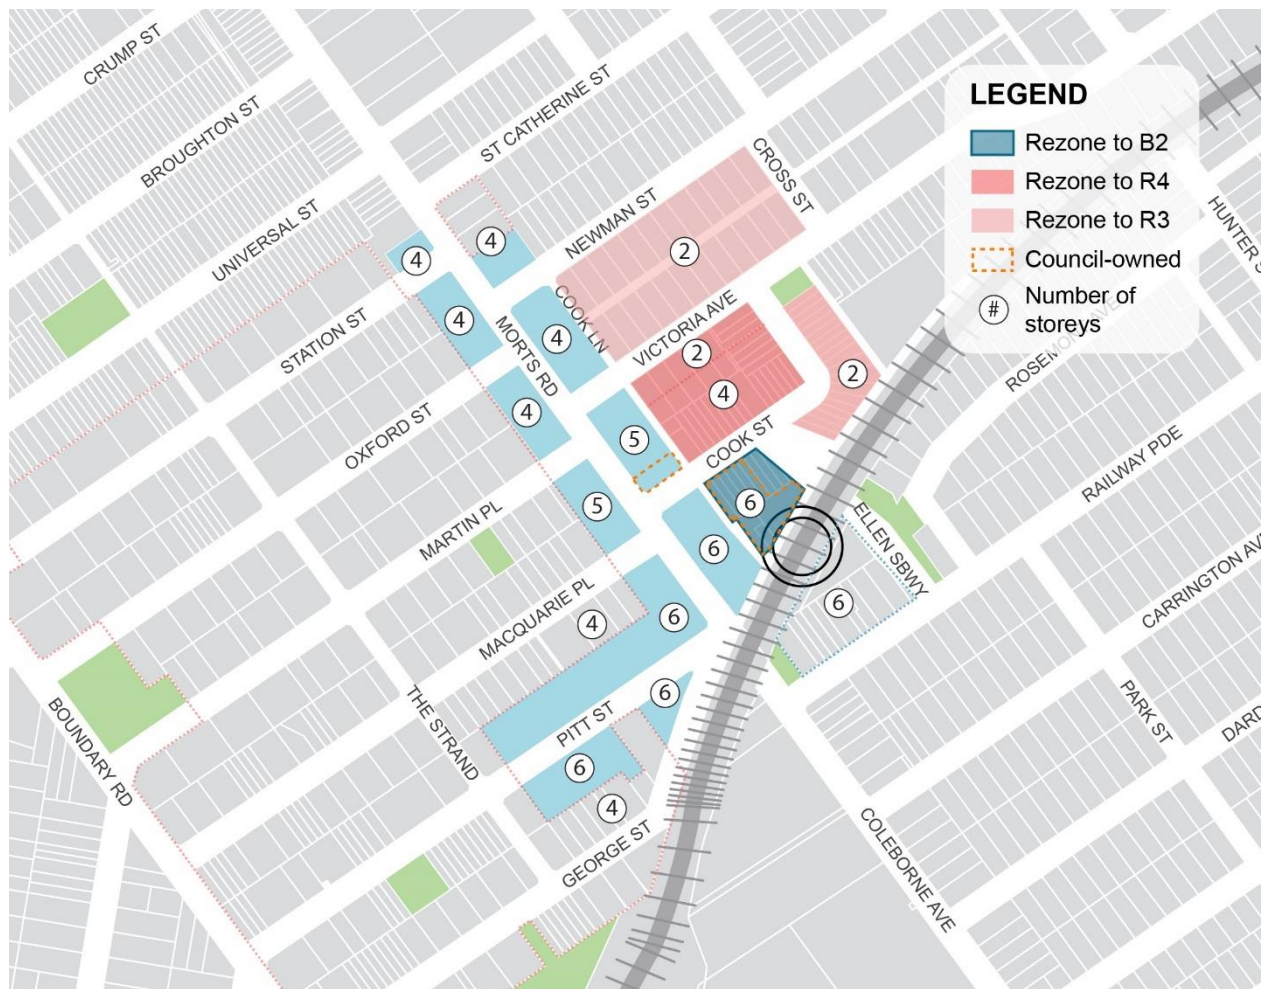 CRUMP ST
BROUGHTON ST
ST CATHERINE ST
UNIVERSAL ST
NEWMAN ST
CROSS ST
STATION ST
COOK LN
VICTORIA AVE
MORTS RD
OXFORD ST
COOK ST
MARTIN PL
MACQUARIE PL
THE STRAND
PITT ST
BOUNDARY RD
GEORGE ST
COLEBORNE AVE
ELLEN SBWY
RAILWAY PDE
CARRINGTON AVE
PARK ST
DARD
HUNTER S
LEGEND
Rezone to B2
Rezone to R4
Rezone to R3
Council-owned
# Number of
storeys
4
4
4
2
4
2
4
2
4
5
5
6
6
6
4
6
6
6
4